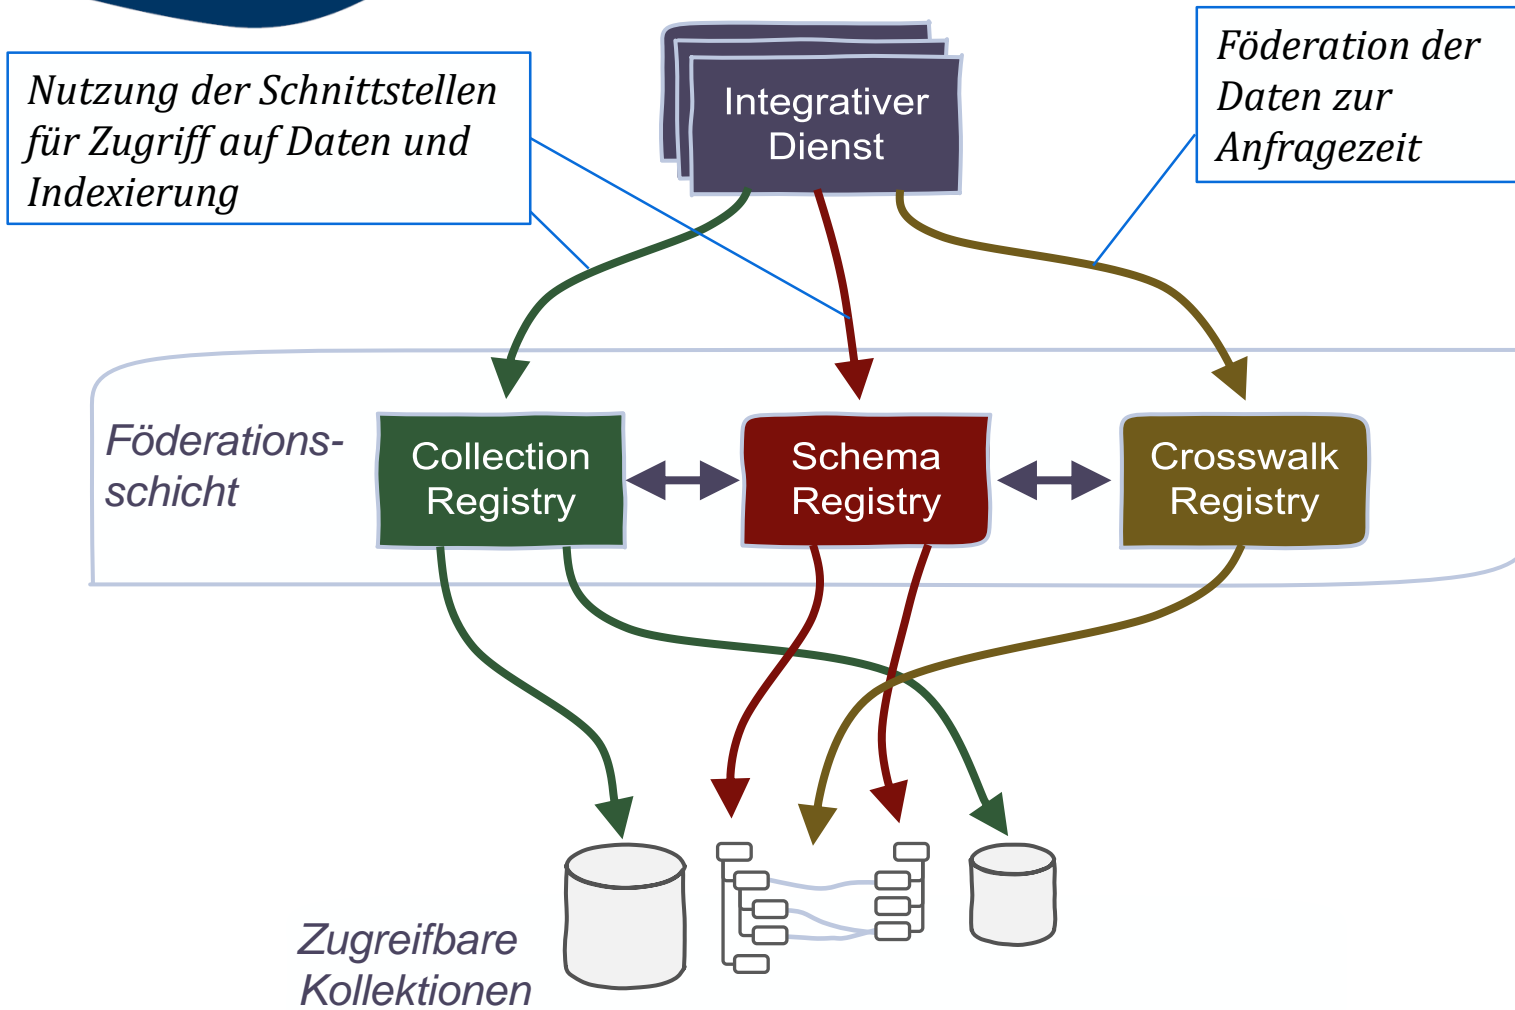 Nutzung der Schnittstellen
für Zugriff auf Daten und
Indexierung
Integrativer
Dienst
Föderation der
Daten zur
Anfragezeit
Föderations-
schicht
Collection
Registry
Schema
Registry
Crosswalk
Registry
Zugreifbare
Kollektionen